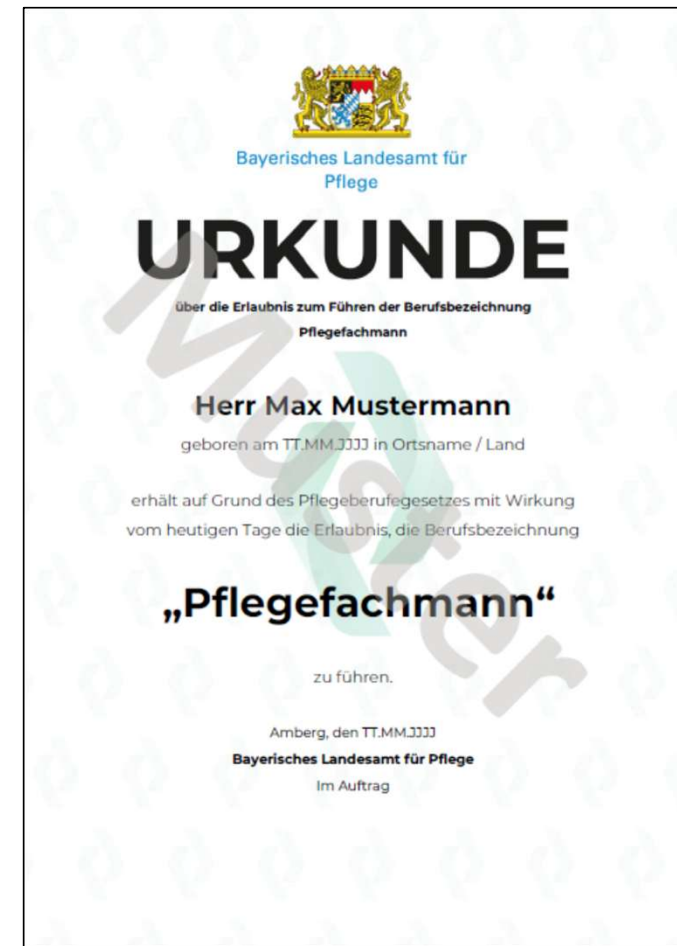 Bayerisches Landesamt für
Pflege
URKUNDE
über die Erlaubnis zum Führen der Berufsbezeichnung
Pflegefachmann
Herr Max Mustermann
geboren am TT.MM.JJJJ in Ortsname / Land
erhält auf Grund des Pflegeberufegesetzes mit Wirkung
vom heutigen Tage die Erlaubnis, die Berufsbezeichnung
„Pflegefachmann“
zu führen.
Amberg, den TT.MM.JJJJ
Bayerisches Landesamt für Pflege
Im Auftrag
Muster